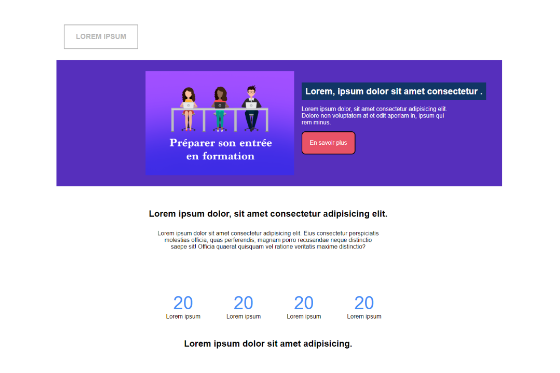 LOREM IPSUM
Préparer son entrée
en formation
Lorem, ipsum dolor sit amet consectetur .
Lorem ipsum dolor, sit amet consectetur adipisicing elit.
Dolore non voluptatem at et odit aperiam in, ipsum qui
rem minus.
En savoir plus
Lorem ipsum dolor, sit amet consectetur adipisicing elit.
Lorem ipsum dolor sit amet consectetur adipisicing elit. Eius consectetur perspiciatis
molestias officia, quas perferendis, magnam porro recusandae neque distinctio
saepe sit! Officia quaerat quisquam vel ratione veritatis maxime distinctio?
20 20 20 20
Lorem ipsum Lorem ipsum Lorem ipsum Lorem ipsum
Lorem ipsum dolor sit amet adipisicing.